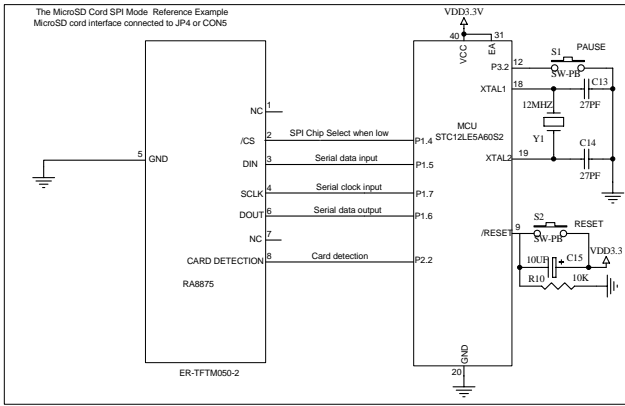 The MicroSD Cord SPI Mode Reference Example
MicroSD cord interface connected to JP4 or CON5
VDD3.3V
40
31
VCC
EA
S1
PAUSE
P3.2
12
SW-PB
XTAL1
18
C13
12MHZ
27PF
NC
1
MCU
STC12LE5A60S2
/CS
2
SPI Chip Select when low
P1.4
Y1
C14
5
GND
DIN
3
Serial data input
P1.5
XTAL2
19
27PF
SCLK
4
Serial clock input
P1.7
DOUT
6
Serial data output
P1.6
S2
NC
7
/RESET
9
RESET
SW-PB
VDD3.3
CARD DETECTION
8
Card detection
P2.2
10UF
+
C15
RA8875
R10
10K
GND
20
ER-TFTM050-2